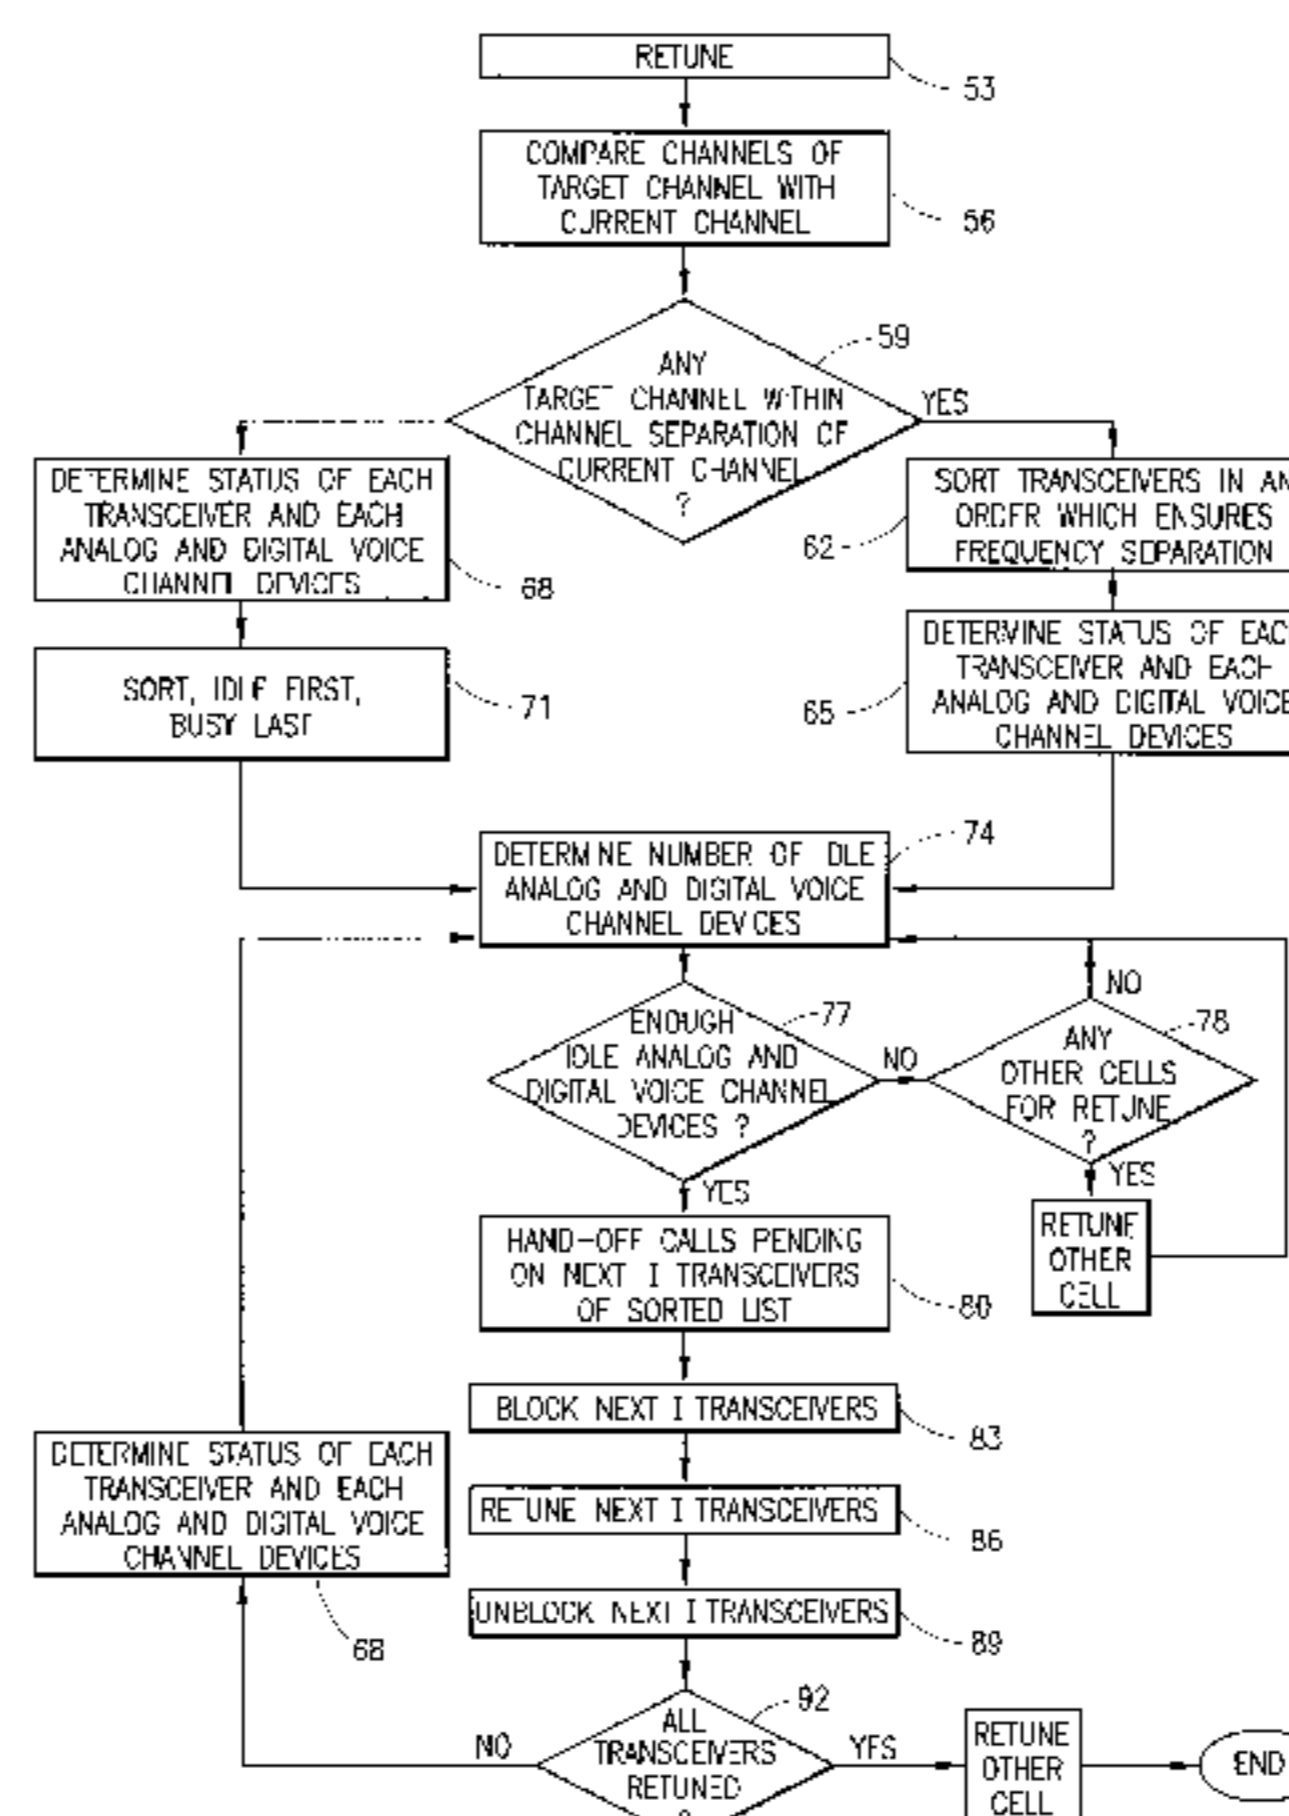 RETUNE
53
COMPARE CHANNELS OF
TARGET CHANNEL WITH
CURRENT CHANNEL
56
59
ANY
TARGET CHANNEL WITHIN
CHANNEL SEPARATION OF
CURRENT CHANNEL
?
YES
DETERMINE STATUS OF EACH
TRANSCEIVER AND EACH
ANALOG AND DIGITAL VOICE
CHANNEL DEVICES
68
SORT TRANSCEIVERS IN AN
ORDER WHICH ENSURES
FREQUENCY SEPARATION
62
SORT, IDLE FIRST,
BUSY LAST
71
DETERMINE STATUS OF EACH
TRANSCEIVER AND EACH
ANALOG AND DIGITAL VOICE
CHANNEL DEVICES
65
DETERMINE NUMBER OF IDLE
ANALOG AND DIGITAL VOICE
CHANNEL DEVICES
74
ENOUGH
IDLE ANALOG AND
DIGITAL VOICE CHANNEL
DEVICES ?
77
NO
NO
78
ANY
OTHER CELLS
FOR RETUNE
?
YES
YES
RETUNE
OTHER
CELL
HAND-OFF CALLS PENDING
ON NEXT I TRANSCEIVERS
OF SORTED LIST
80
BLOCK NEXT I TRANSCEIVERS
83
DETERMINE STATUS OF EACH
TRANSCEIVER AND EACH
ANALOG AND DIGITAL VOICE
CHANNEL DEVICES
68
RETUNE NEXT I TRANSCEIVERS
86
UNBLOCK NEXT I TRANSCEIVERS
89
92
ALL
TRANSCEIVERS
RETUNED
?
NO
YES
RETUNE
OTHER
CELL
END